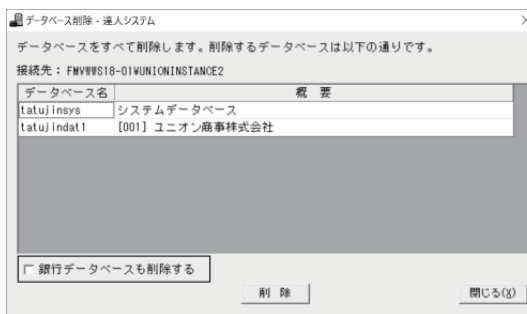 データベース削除 - 達人システム
データベースをすべて削除します。削除するデータベースは以下の通りです。
接続先：FMVWWS18-01¥UNIONINSTANCE2
データベース名 概 要
tatujinsys システムデータベース
tatujindat1 [001] ユニオン商事株式会社
銀行データベースも削除する
削 除 閉じる(X)